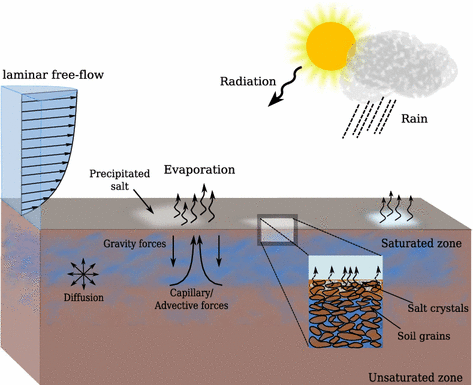 laminar free-flow
Radiation
Rain
Precipitated
salt
Evaporation
Gravity forces
Saturated zone
Diffusion
Capillary/
Advective forces
Salt crystals
Soil grains
Unsaturated zone